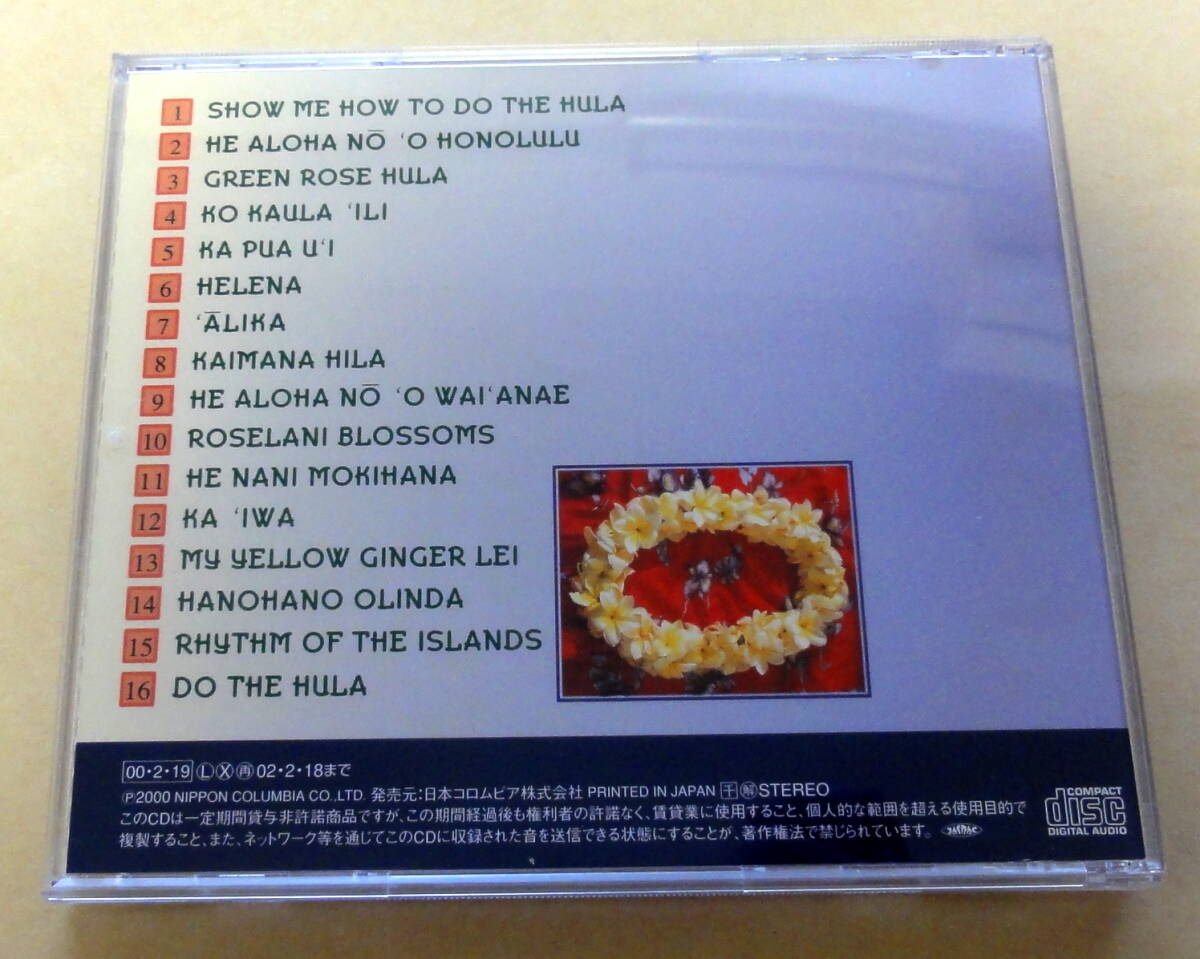 1 SHOW ME HOW TO DO THE HULA
2 HE ALOHA NŌ ʻO HONOLULU
3 GREEN ROSE HULA
4 KO KAULA ʻILI
5 KA PUA UʻI
6 HELENA
7 ʻĀLIKA
8 KAIMANA HILA
9 HE ALOHA NŌ ʻO WAIʻANAE
10 ROSELANI BLOSSOMS
11 HE NANI MOKIHANA
12 KA ʻIWA
13 MY YELLOW GINGER LEI
14 HANOHANO OLINDA
15 RHYTHM OF THE ISLANDS
16 DO THE HULA
00・2・19 Ⓛ Ⓧ ㊢02・2・18まで
Ⓟ2000 NIPPON COLUMBIA CO.,LTD. 発売元:日本コロムビア株式会社 PRINTED IN JAPAN STEREO
このCDは一定期間貸与非許諾商品ですが、この期間経過後も権利者の許諾なく、賃貸業に使用すること、個人的な範囲を超える使用目的で
複製すること、また、ネットワーク等を通じてこのCDに収録された音を送信できる状態にすることが、著作権法で禁じられています。
COMPACT
disc
DIGITAL AUDIO